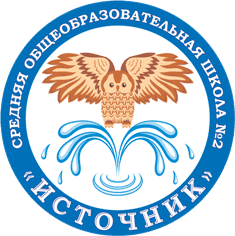 СРЕДНЯЯ ОБЩЕОБРАЗОВАТЕЛЬНАЯ ШКОЛА №2
“ИСТОЧНИК”